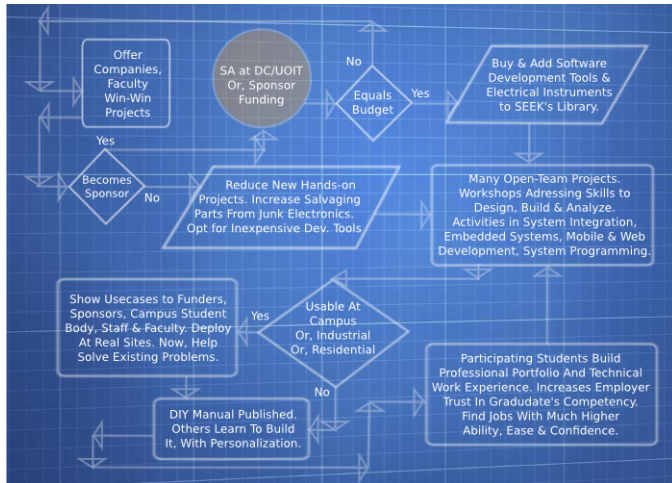 Offer
Companies,
Faculty
Win-Win
Projects
SA at DC/UOIT
Or, Sponsor
Funding
No
Equals
Budget
Yes
Buy & Add Software
Development Tools &
Electrical Instruments
to SEEK's Library.
Yes
Becomes
Sponsor
No
Reduce New Hands-on
Projects. Increase Salvaging
Parts From Junk Electronics.
Opt for Inexpensive Dev. Tools
Many Open-Team Projects.
Workshops Adressing Skills to
Design, Build & Analyze.
Activities in System Integration,
Embedded Systems, Mobile & Web
Development, System Programming.
Show Usecases to Funders,
Sponsors, Campus Student
Body, Staff & Faculty. Deploy
At Real Sites. Now, Help
Solve Existing Problems.
Yes
Usable At
Campus
Or, Industrial
Or, Residential
No
DIY Manual Published.
Others Learn To Build
It, With Personalization.
Participating Students Build
Professional Portfolio And Technical
Work Experience. Increases Employer
Trust In Gradudate's Competency.
Find Jobs With Much Higher
Ability, Ease & Confidence.